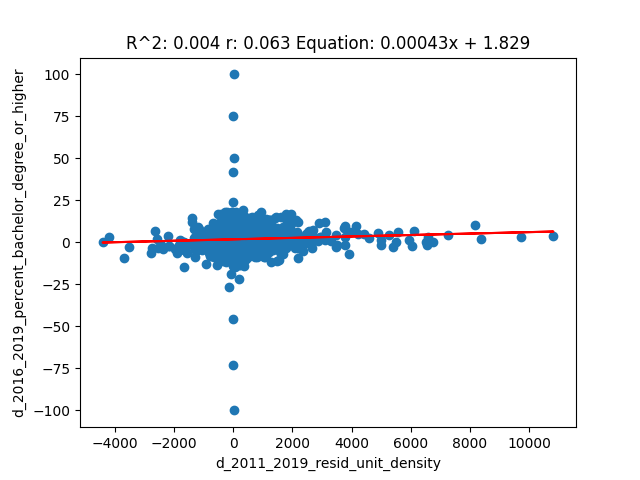 R^2: 0.004 r: 0.063 Equation: 0.00043x + 1.829
d_2016_2019_percent_bachelor_degree_or_higher
100
75
50
25
0
−25
−50
−75
−100
−4000 −2000 0 2000 4000 6000 8000 10000
d_2011_2019_resid_unit_density